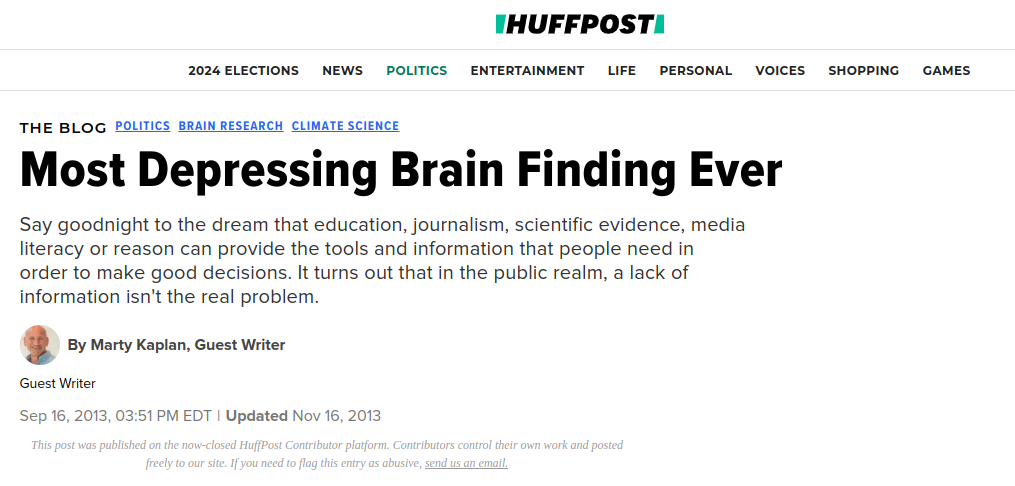 HUFFPOST
2024 ELECTIONS NEWS POLITICS ENTERTAINMENT LIFE PERSONAL VOICES SHOPPING GAMES
THE BLOG POLITICS BRAIN RESEARCH CLIMATE SCIENCE
Most Depressing Brain Finding Ever
Say goodnight to the dream that education, journalism, scientific evidence, media
literacy or reason can provide the tools and information that people need in
order to make good decisions. It turns out that in the public realm, a lack of
information isn't the real problem.
By Marty Kaplan, Guest Writer
Guest Writer
Sep 16, 2013, 03:51 PM EDT | Updated Nov 16, 2013
This post was published on the now-closed HuffPost Contributor platform. Contributors control their own work and posted
freely to our site. If you need to flag this entry as abusive, send us an email.